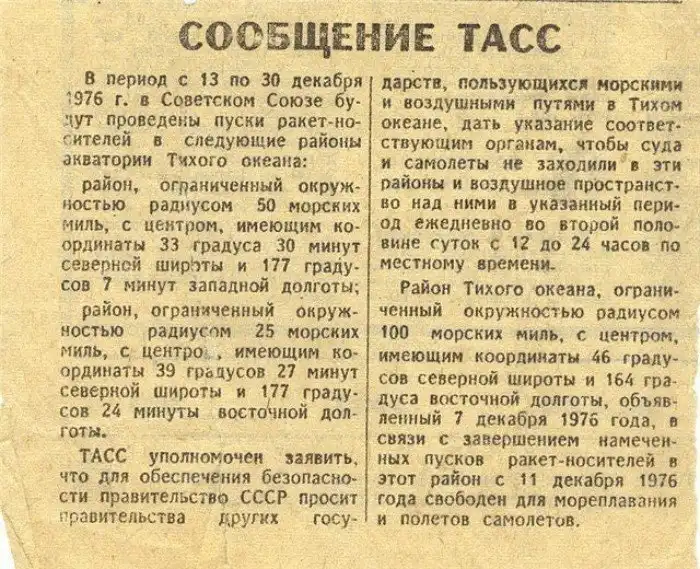 СООБЩЕНИЕ ТАСС
В период с 13 по 30 декабря
1976 г. в Советском Союзе бу-
дут проведены пуски ракет-но-
сителей в следующие районы
акватории Тихого океана:
район, ограниченный окруж-
ностью радиусом 50 морских
миль, с центром, имеющим ко-
ординаты 33 градуса 30 минут
северной широты и 177 граду-
сов 7 минут западной долготы;
район, ограниченный окруж-
ностью радиусом 25 морских
миль, с центром, имеющим ко-
ординаты 39 градусов 27 минут
северной широты и 177 граду-
сов 24 минуты восточной дол-
готы.
ТАСС уполномочен заявить,
что для обеспечения безопасно-
сти правительство СССР просит
правительства других госу-
дарств, пользующихся морскими
и воздушными путями в Тихом
океане, дать указание соответ-
ствующим органам, чтобы суда
и самолеты не заходили в эти
районы и воздушное пространст-
во над ними в указанный пери-
од ежедневно во второй поло-
вине суток с 12 до 24 часов по
местному времени.
Район Тихого океана, ограни-
ченный окружностью радиусом
100 морских миль, с центром,
имеющим координаты 46 граду-
сов северной широты и 164 гра-
дуса восточной долготы, объяв-
ленный 7 декабря 1976 года, в
связи с завершением намечен-
ных пусков ракет-носителей в
этот район с 11 декабря 1976
года свободен для мореплавания
и полетов самолетов.